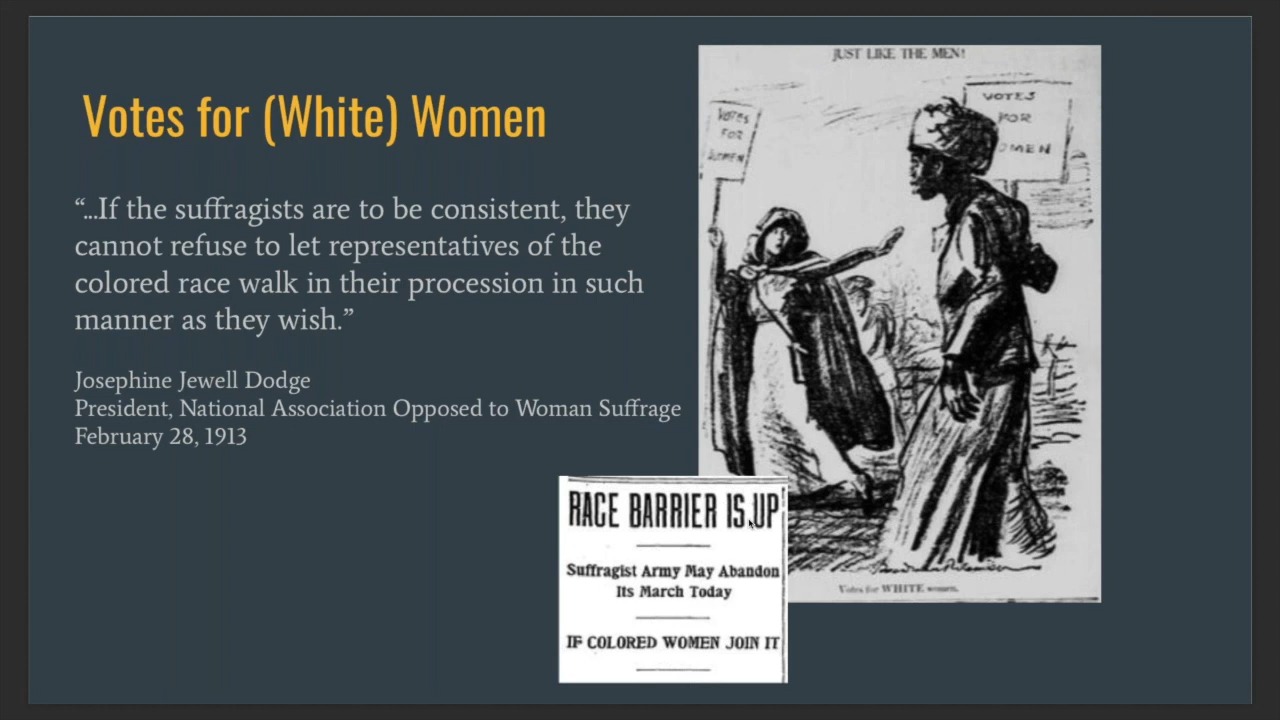 Votes for (White) Women
“...If the suffragists are to be consistent, they
cannot refuse to let representatives of the
colored race walk in their procession in such
manner as they wish.”
Josephine Jewell Dodge
President, National Association Opposed to Woman Suffrage
February 28, 1913
JUST LIKE THE MEN!
VOTES
FOR
WOMEN
VOTES
FOR
OMEN
Votes for WHITE women.
RACE BARRIER IS UP
Suffragist Army May Abandon
Its March Today
IF COLORED WOMEN JOIN IT